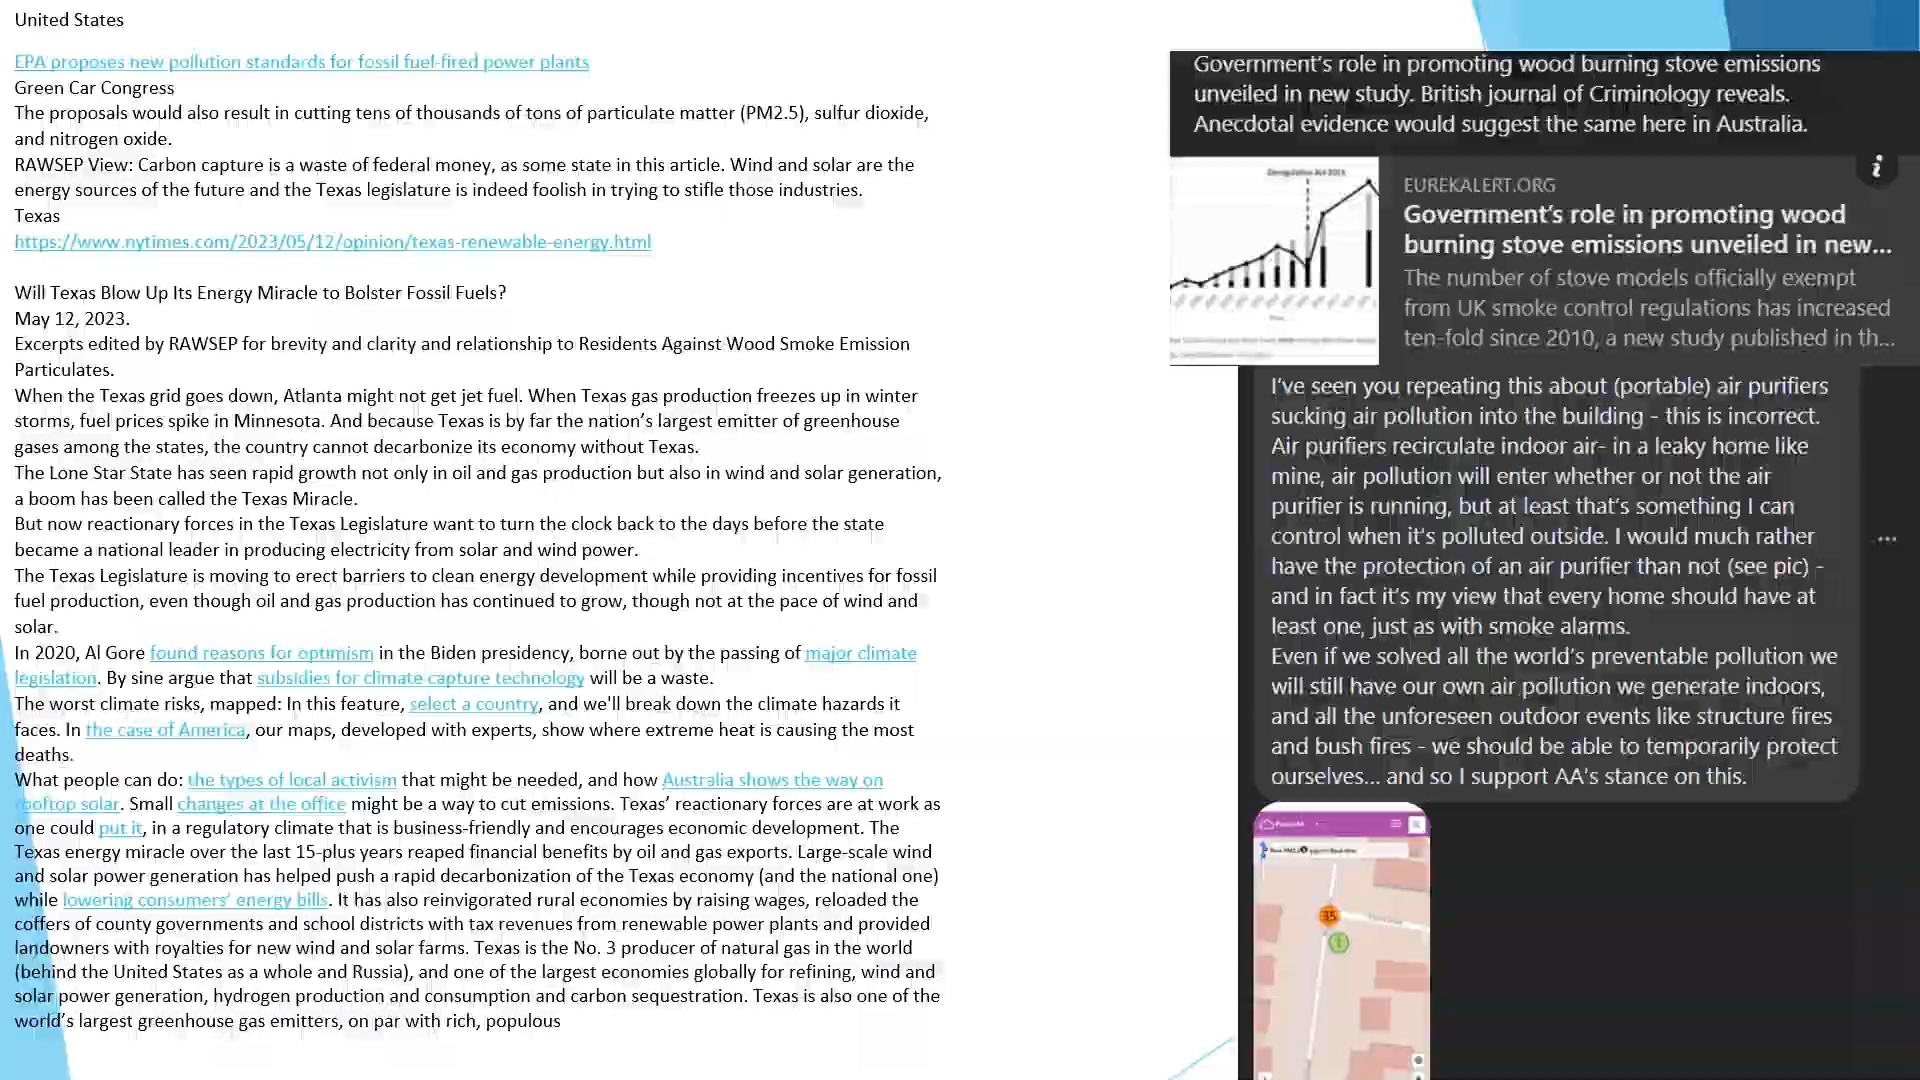 United States
EPA proposes new pollution standards for fossil fuel-fired power plants
Green Car Congress
The proposals would also result in cutting tens of thousands of tons of particulate matter (PM2.5), sulfur dioxide,
and nitrogen oxide.
RAWSEP View: Carbon capture is a waste of federal money, as some state in this article. Wind and solar are the
energy sources of the future and the Texas legislature is indeed foolish in trying to stifle those industries.
Texas
https://www.nytimes.com/2023/05/12/opinion/texas-renewable-energy.html
Will Texas Blow Up Its Energy Miracle to Bolster Fossil Fuels?
May 12, 2023.
Excerpts edited by RAWSEP for brevity and clarity and relationship to Residents Against Wood Smoke Emission
Particulates.
When the Texas grid goes down, Atlanta might not get jet fuel. When Texas gas production freezes up in winter
storms, fuel prices spike in Minnesota. And because Texas is by far the nation's largest emitter of greenhouse
gases among the states, the country cannot decarbonize its economy without Texas.
The Lone Star State has seen rapid growth not only in oil and gas production but also in wind and solar generation,
a boom has been called the Texas Miracle.
But now reactionary forces in the Texas Legislature want to turn the clock back to the days before the state
became a national leader in producing electricity from solar and wind power.
The Texas Legislature is moving to erect barriers to clean energy development while providing incentives for fossil
fuel production, even though oil and gas production has continued to grow, though not at the pace of wind and
solar.
In 2020, Al Gore found reasons for optimism in the Biden presidency, borne out by the passing of major climate
legislation. By sine argue that subsidies for climate capture technology will be a waste.
The worst climate risks, mapped: In this feature, select a country, and we'll break down the climate hazards it
faces. In the case of America, our maps, developed with experts, show where extreme heat is causing the most
deaths.
What people can do: the types of local activism that might be needed, and how Australia shows the way on
rooftop solar. Small changes at the office might be a way to cut emissions. Texas' reactionary forces are at work as
one could put it, in a regulatory climate that is business-friendly and encourages economic development. The
Texas energy miracle over the last 15-plus years reaped financial benefits by oil and gas exports. Large-scale wind
and solar power generation has helped push a rapid decarbonization of the Texas economy (and the national one)
while lowering consumers' energy bills. It has also reinvigorated rural economies by raising wages, reloaded the
coffers of county governments and school districts with tax revenues from renewable power plants and provided
landowners with royalties for new wind and solar farms. Texas is the No. 3 producer of natural gas in the world
(behind the United States as a whole and Russia), and one of the largest economies globally for refining, wind and
solar power generation, hydrogen production and consumption and carbon sequestration. Texas is also one of the
world's largest greenhouse gas emitters, on par with rich, populous
Government's role in promoting wood burning stove emissions
unveiled in new study. British journal of Criminology reveals.
Anecdotal evidence would suggest the same here in Australia.
Deregulation Act 2015
EUREKALERT.ORG
Government's role in promoting wood
burning stove emissions unveiled in new...
The number of stove models officially exempt
from UK smoke control regulations has increased
ten-fold since 2010, a new study published in th...
I've seen you repeating this about (portable) air purifiers
sucking air pollution into the building - this is incorrect.
Air purifiers recirculate indoor air- in a leaky home like
mine, air pollution will enter whether or not the air
purifier is running, but at least that's something I can
control when it's polluted outside. I would much rather
have the protection of an air purifier than not (see pic) -
and in fact it's my view that every home should have at
least one, just as with smoke alarms.
Even if we solved all the world's preventable pollution we
will still have our own air pollution we generate indoors,
and all the unforeseen outdoor events like structure fires
and bush fires - we should be able to temporarily protect
ourselves... and so I support AA's stance on this.
35
1